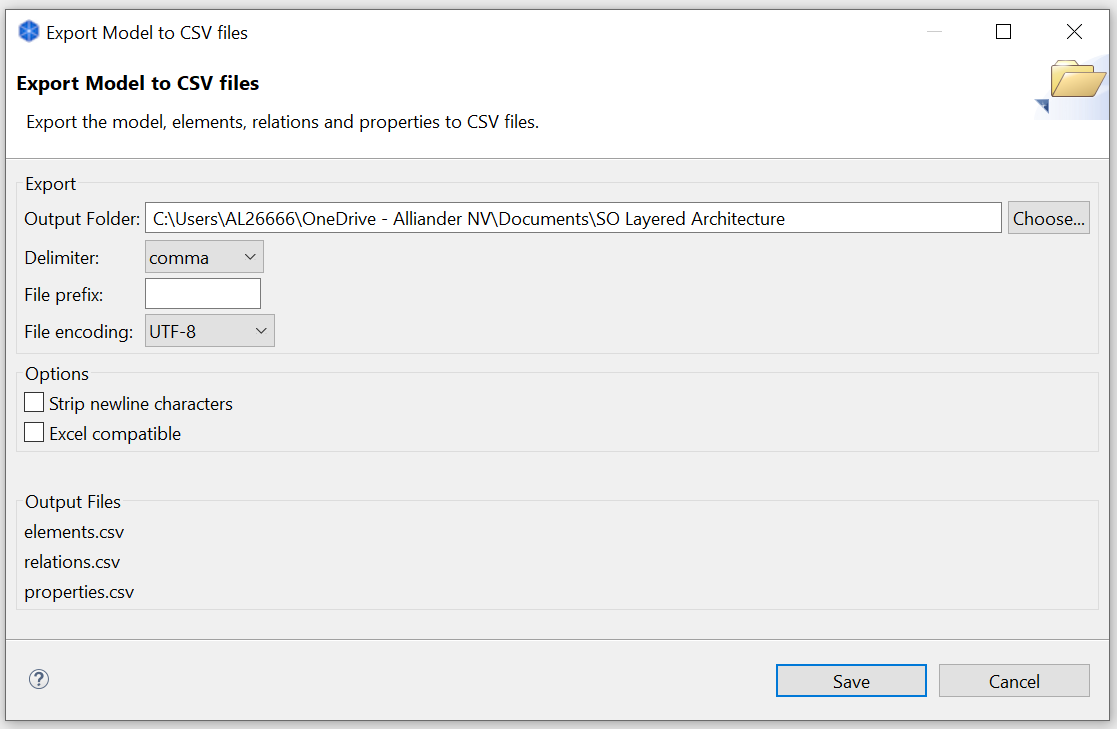 Export Model to CSV files
Export Model to CSV files
Export the model, elements, relations and properties to CSV files.
Export
Output Folder: C:\Users\AL26666\OneDrive - Alliander NV\Documents\SO Layered Architecture Choose...
Delimiter: comma
File prefix:
File encoding: UTF-8
Options
Strip newline characters
Excel compatible
Output Files
elements.csv
relations.csv
properties.csv
? Save Cancel